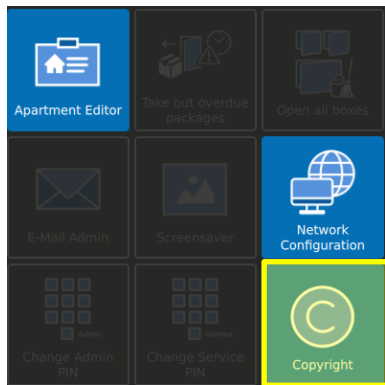 Apartment Editor
Take out overdue
packages
Open all boxes
E-Mail Admin
Screensaver
Network
Configuration
Admin
Change Admin
PIN
Service
Change Service
PIN
©
Copyright